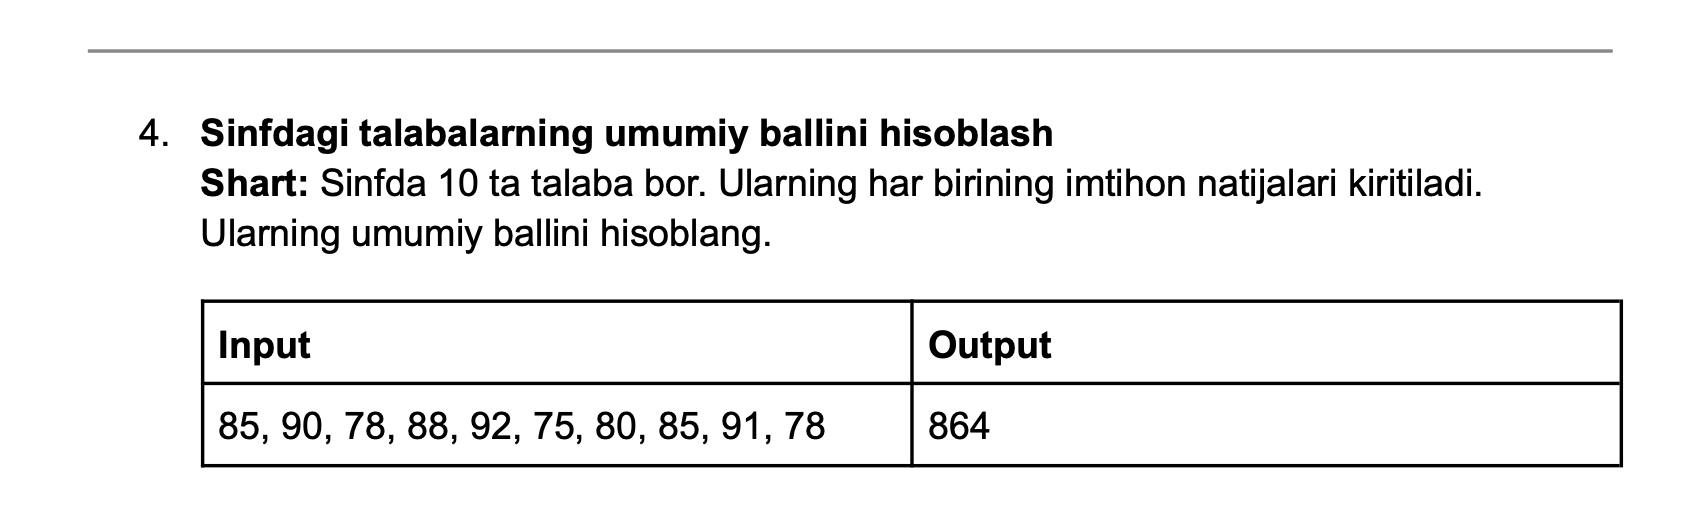 4. Sinfdagi talabalarning umumiy ballini hisoblash
Shart: Sinfda 10 ta talaba bor. Ularning har birining imtihon natijalari kiritiladi.
Ularning umumiy ballini hisoblang.
Input Output
85, 90, 78, 88, 92, 75, 80, 85, 91, 78 864